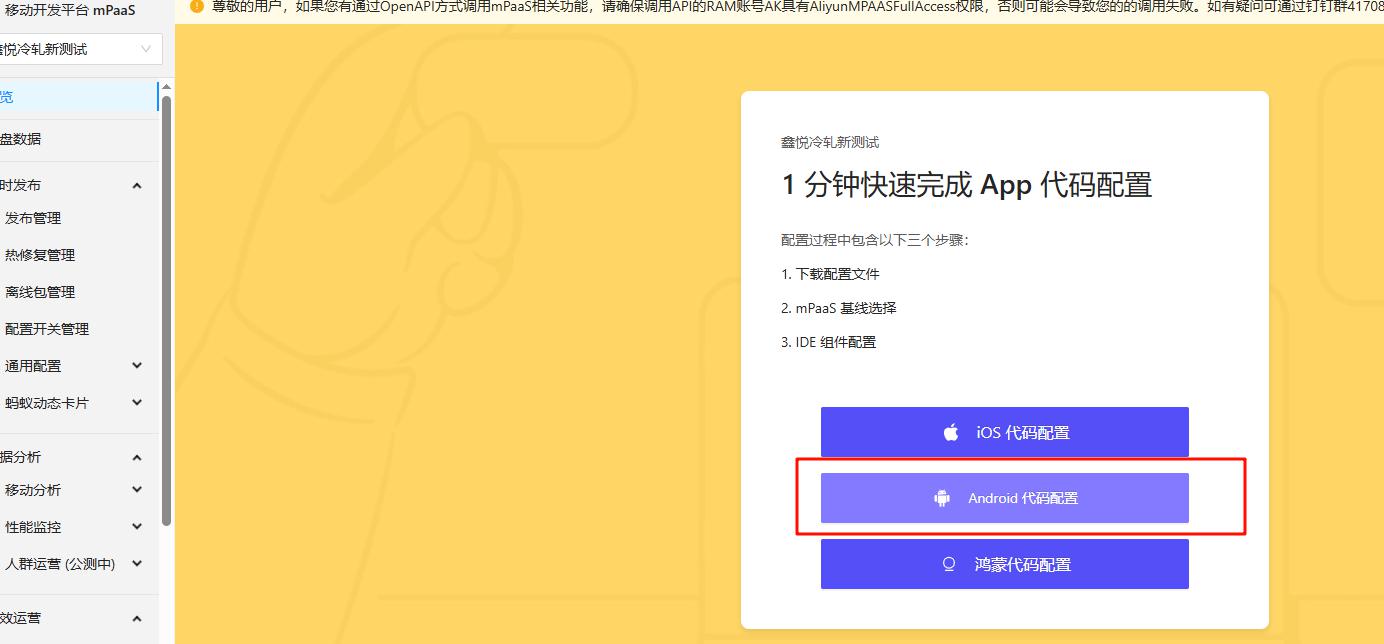 移动开发平台 mPaaS
尊敬的用户，如果您有通过OpenAPI方式调用mPaaS相关功能，请确保调用API的RAM账号AK具有AliyunMPAASFullAccess权限，否则可能会导致您的的调用失败。如有疑问可通过钉钉群41708
鑫悦冷轧新测试
览
盘数据
时发布
发布管理
热修复管理
离线包管理
配置开关管理
通用配置
蚂蚁动态卡片
据分析
移动分析
性能监控
人群运营 (公测中)
效运营
鑫悦冷轧新测试
1 分钟快速完成 App 代码配置
配置过程中包含以下三个步骤：
1. 下载配置文件
2. mPaaS 基线选择
3. IDE 组件配置
iOS 代码配置
Android 代码配置
鸿蒙代码配置